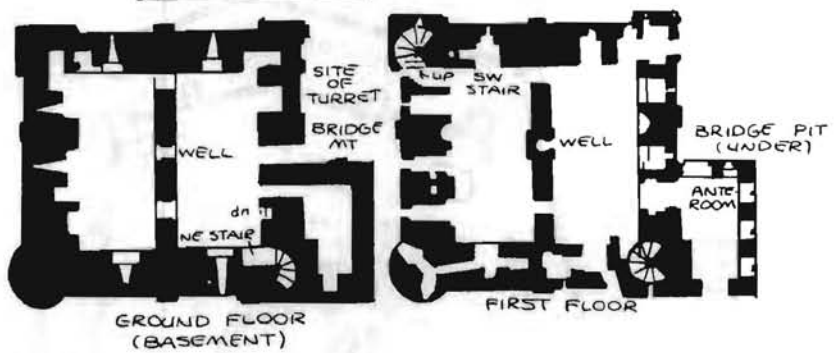 SITE
OF
TURRET
BRIDGE
MT
WELL
dn
NE STAIR
GROUND FLOOR
(BASEMENT)
UP
SW
STAIR
WELL
BRIDGE PIT
(UNDER)
ANTE-
ROOM
FIRST FLOOR